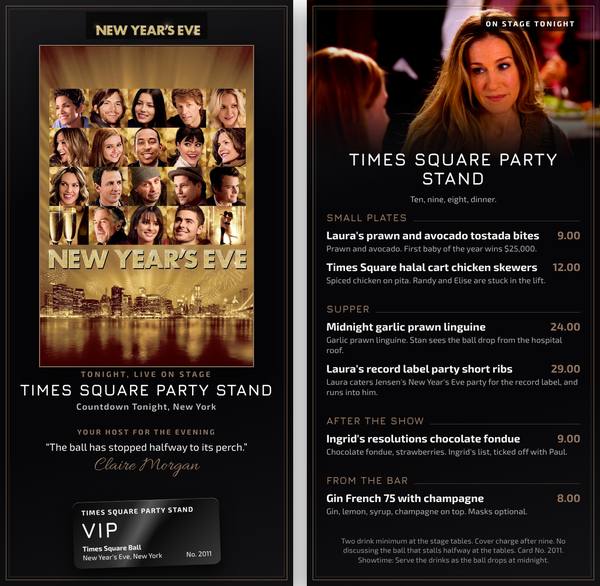 NEW YEAR'S EVE
NEW YEAR'S EVE
TONIGHT, LIVE ON STAGE
TIMES SQUARE PARTY STAND
Countdown Tonight, New York
YOUR HOST FOR THE EVENING
"The ball has stopped halfway to its perch."
Claire Morgan
TIMES SQUARE PARTY STAND
VIP
Times Square Ball
New Year's Eve, New York
No. 2011
ON STAGE TONIGHT
TIMES SQUARE PARTY
STAND
Ten, nine, eight, dinner.
SMALL PLATES
Laura's prawn and avocado tostada bites 9.00
Prawn and avocado. First baby of the year wins $25,000.
Times Square halal cart chicken skewers 12.00
Spiced chicken on pita. Randy and Elise are stuck in the lift.
SUPPER
Midnight garlic prawn linguine 24.00
Garlic prawn linguine. Stan sees the ball drop from the hospital
roof.
Laura's record label party short ribs 29.00
Laura caters Jensen's New Year's Eve party for the record label, and
runs into him.
AFTER THE SHOW
Ingrid's resolutions chocolate fondue 9.00
Chocolate fondue, strawberries. Ingrid's list, ticked off with Paul.
FROM THE BAR
Gin French 75 with champagne 8.00
Gin, lemon, syrup, champagne on top. Masks optional.
Two drink minimum at the stage tables. Cover charge after nine. No
discussing the ball that stalls halfway at the tables. Card No. 2011.
Showtime: Serve the drinks as the ball drops at midnight.